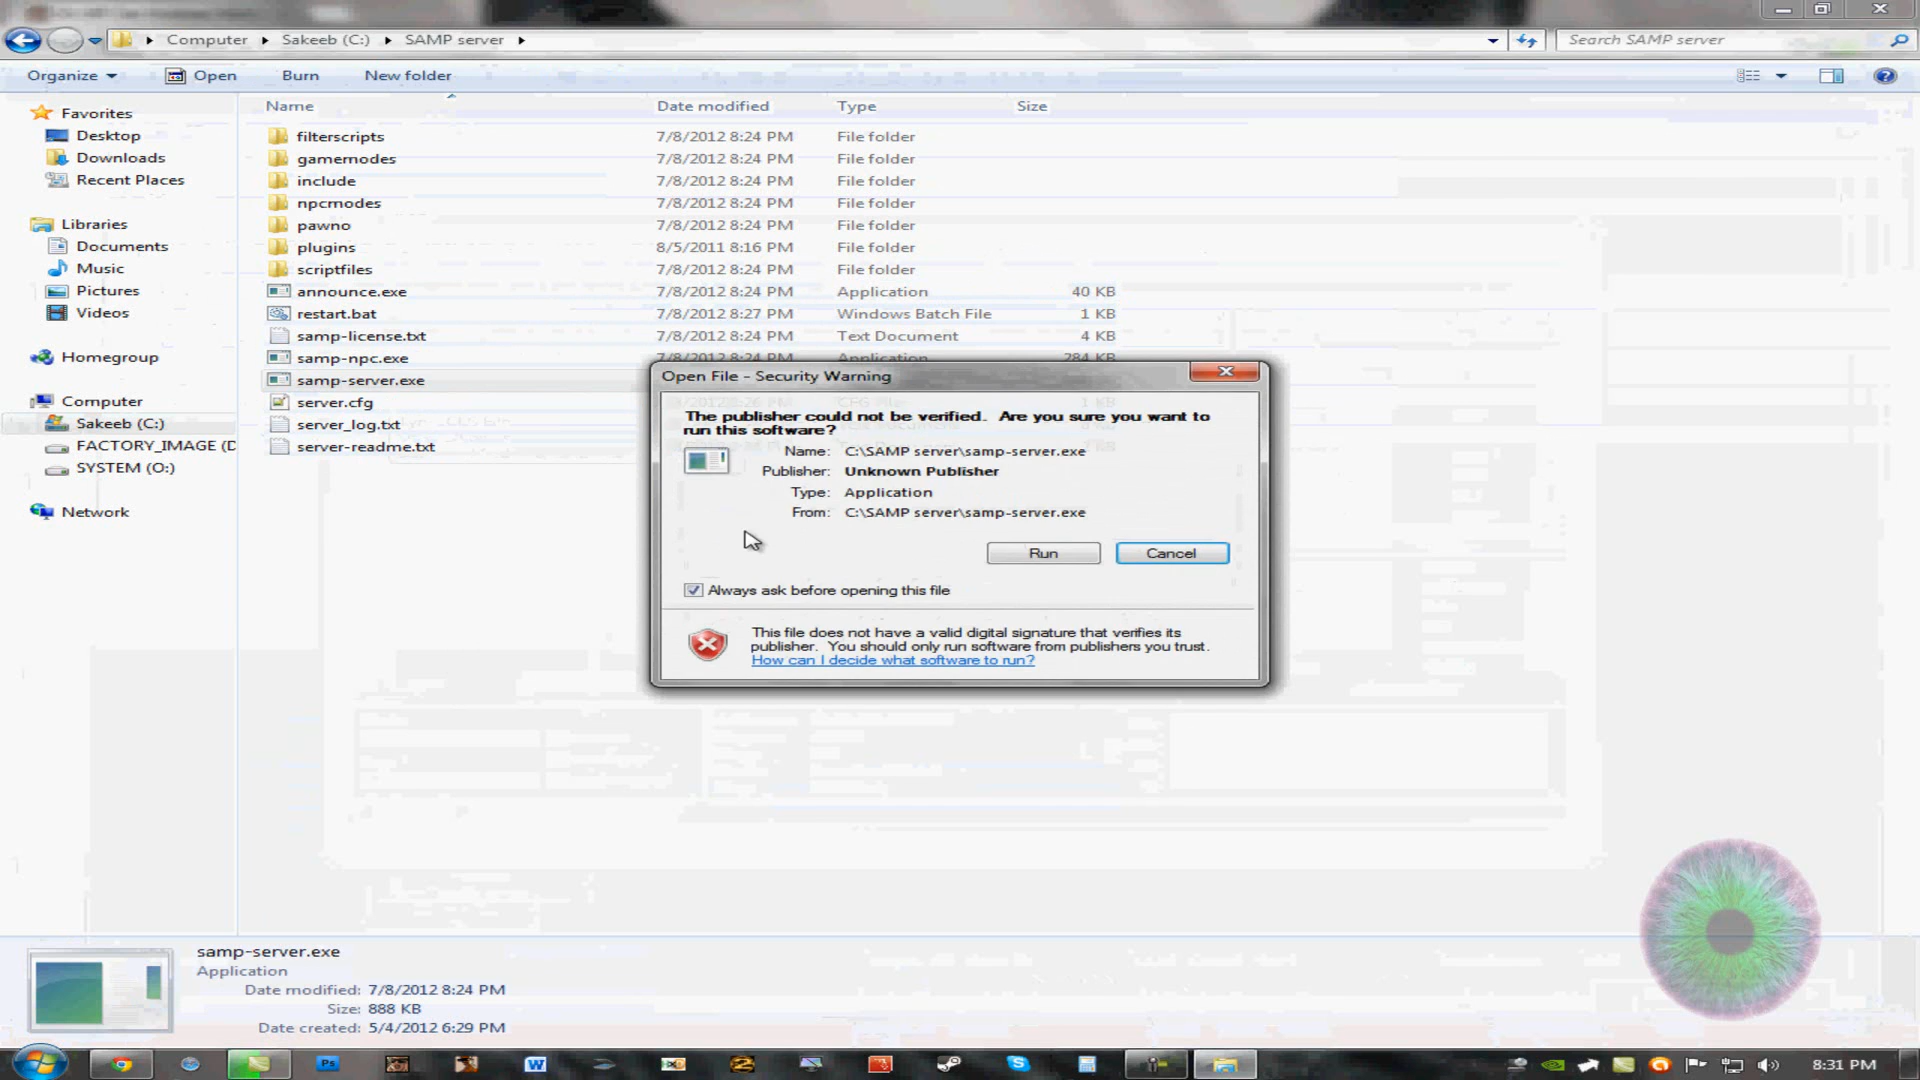 Computer Sakeeb (C:) SAMP server
Search SAMP server
Organize Open Burn New folder
Name Date modified Type Size
Favorites
Desktop
Downloads
Recent Places
Libraries
Documents
Music
Pictures
Videos
Homegroup
Computer
Sakeeb (C:)
FACTORY_IMAGE (D
SYSTEM (O:)
Network
filterscripts 7/8/2012 8:24 PM File folder
gamemodes 7/8/2012 8:24 PM File folder
include 7/8/2012 8:24 PM File folder
npcmodes 7/8/2012 8:24 PM File folder
pawno 7/8/2012 8:24 PM File folder
plugins 8/5/2011 8:16 PM File folder
scriptfiles 7/8/2012 8:24 PM File folder
announce.exe 7/8/2012 8:24 PM Application 40 KB
restart.bat 7/8/2012 8:27 PM Windows Batch File 1 KB
samp-license.txt 7/8/2012 8:24 PM Text Document 4 KB
samp-npc.exe 7/8/2012 8:24 PM Application 284 KB
samp-server.exe
server.cfg
server_log.txt
server-readme.txt
Open File - Security Warning
The publisher could not be verified. Are you sure you want to
run this software?
Name: C:\SAMP server\samp-server.exe
Publisher: Unknown Publisher
Type: Application
From: C:\SAMP server\samp-server.exe
Run Cancel
Always ask before opening this file
This file does not have a valid digital signature that verifies its
publisher. You should only run software from publishers you trust.
How can I decide what software to run?
samp-server.exe
Application
Date modified: 7/8/2012 8:24 PM
Size: 888 KB
Date created: 5/4/2012 6:29 PM
Ps
W
8:31 PM